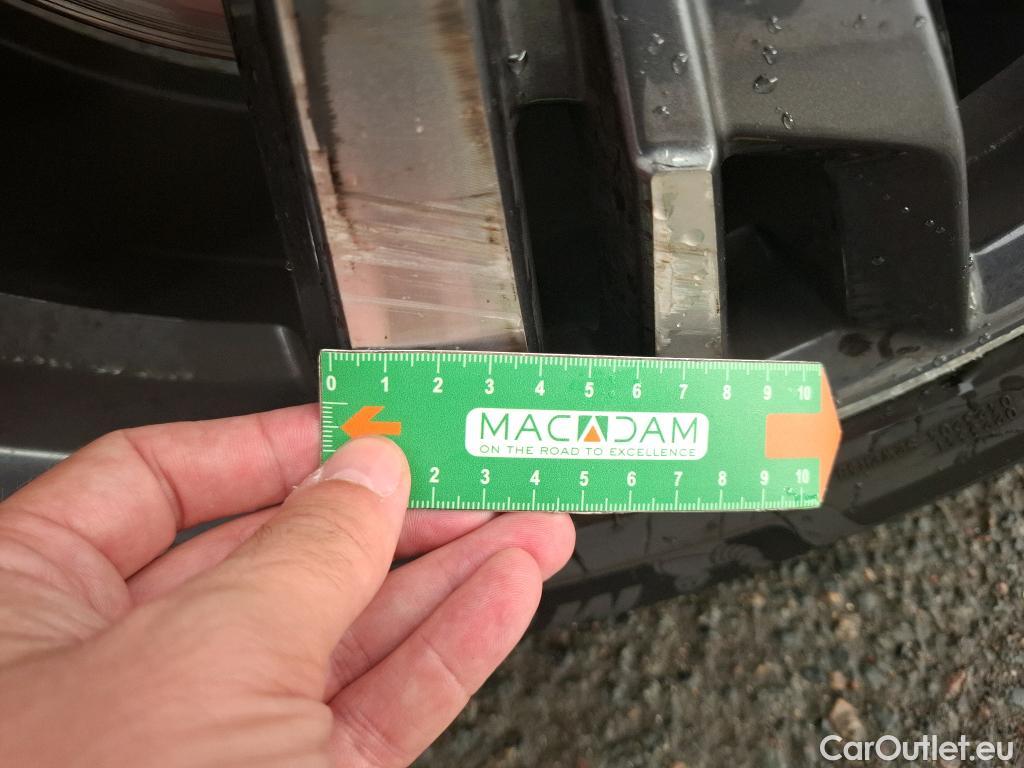 0 1 2 3 4 5 6 7 8 9 10
MACADAM
ON THE ROAD TO EXCELLENCE
2 3 4 5 6 7 8 9 10
CarOutlet.eu